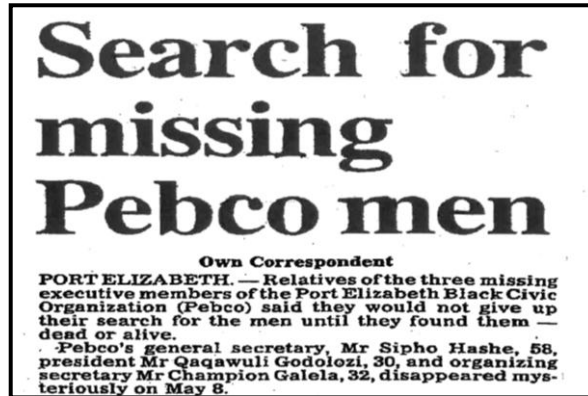 Search for
missing
Pebco men
Own Correspondent
PORT ELIZABETH. — Relatives of the three missing
executive members of the Port Elizabeth Black Civic
Organization (Pebco) said they would not give up
their search for the men until they found them —
dead or alive.
Pebco's general secretary, Mr Sipho Hashe, 58,
president Mr Qaqawuli Godolozi, 30, and organizing
secretary Mr Champion Galela, 32, disappeared mys-
teriously on May 8.